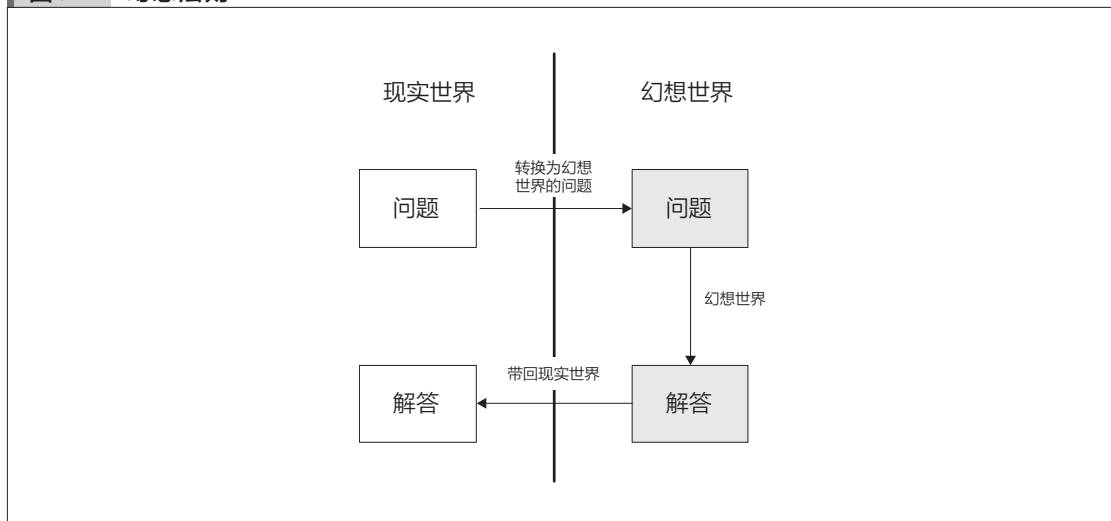 现实世界
幻想世界
转换为幻想
世界的问题
问题
问题
幻想世界
带回现实世界
解答
解答